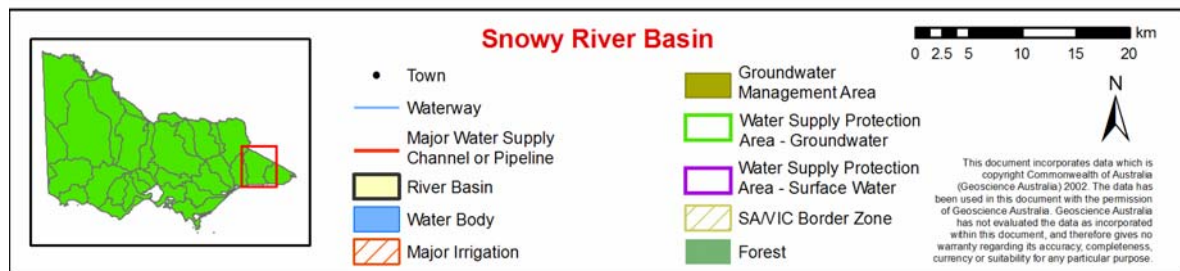 Snowy River Basin
Town
Waterway
Major Water Supply
Channel or Pipeline
River Basin
Water Body
Major Irrigation
Groundwater
Management Area
Water Supply Protection
Area - Groundwater
Water Supply Protection
Area - Surface Water
SA/VIC Border Zone
Forest
km
0 2.5 5 10 15 20
N
This document incorporates data which is
copyright Commonwealth of Australia
(Geoscience Australia) 2002. The data has
been used in this document with the permission
of Geoscience Australia. Geoscience Australia
has not evaluated the data as incorporated
within this document, and therefore gives no
warranty regarding its accuracy, completeness,
currency or suitability for any particular purpose.